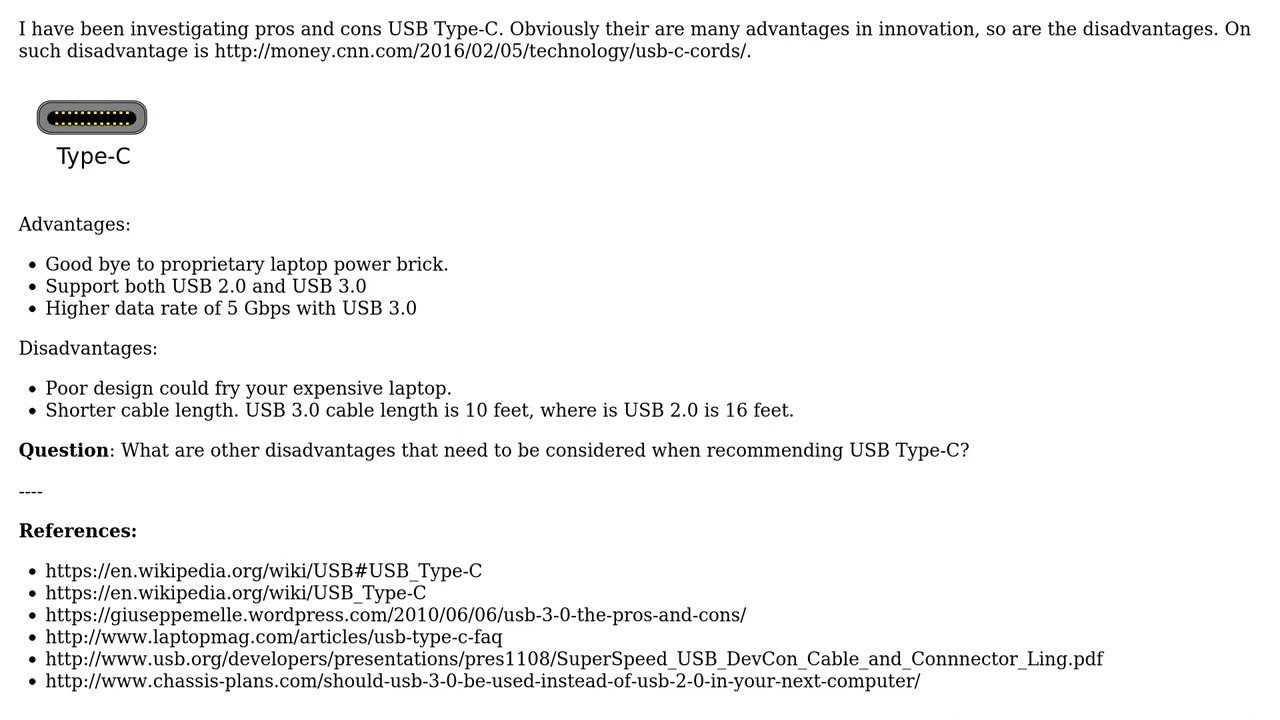 I have been investigating pros and cons USB Type-C. Obviously their are many advantages in innovation, so are the disadvantages. On
such disadvantage is http://money.cnn.com/2016/02/05/technology/usb-c-cords/.
Type-C
Advantages:
• Good bye to proprietary laptop power brick.
• Support both USB 2.0 and USB 3.0
• Higher data rate of 5 Gbps with USB 3.0
Disadvantages:
• Poor design could fry your expensive laptop.
• Shorter cable length. USB 3.0 cable length is 10 feet, where is USB 2.0 is 16 feet.
Question: What are other disadvantages that need to be considered when recommending USB Type-C?
----
References:
• https://en.wikipedia.org/wiki/USB#USB_Type-C
• https://en.wikipedia.org/wiki/USB_Type-C
• https://giuseppemelle.wordpress.com/2010/06/06/usb-3-0-the-pros-and-cons/
• http://www.laptopmag.com/articles/usb-type-c-faq
• http://www.usb.org/developers/presentations/pres1108/SuperSpeed_USB_DevCon_Cable_and_Connnector_Ling.pdf
• http://www.chassis-plans.com/should-usb-3-0-be-used-instead-of-usb-2-0-in-your-next-computer/